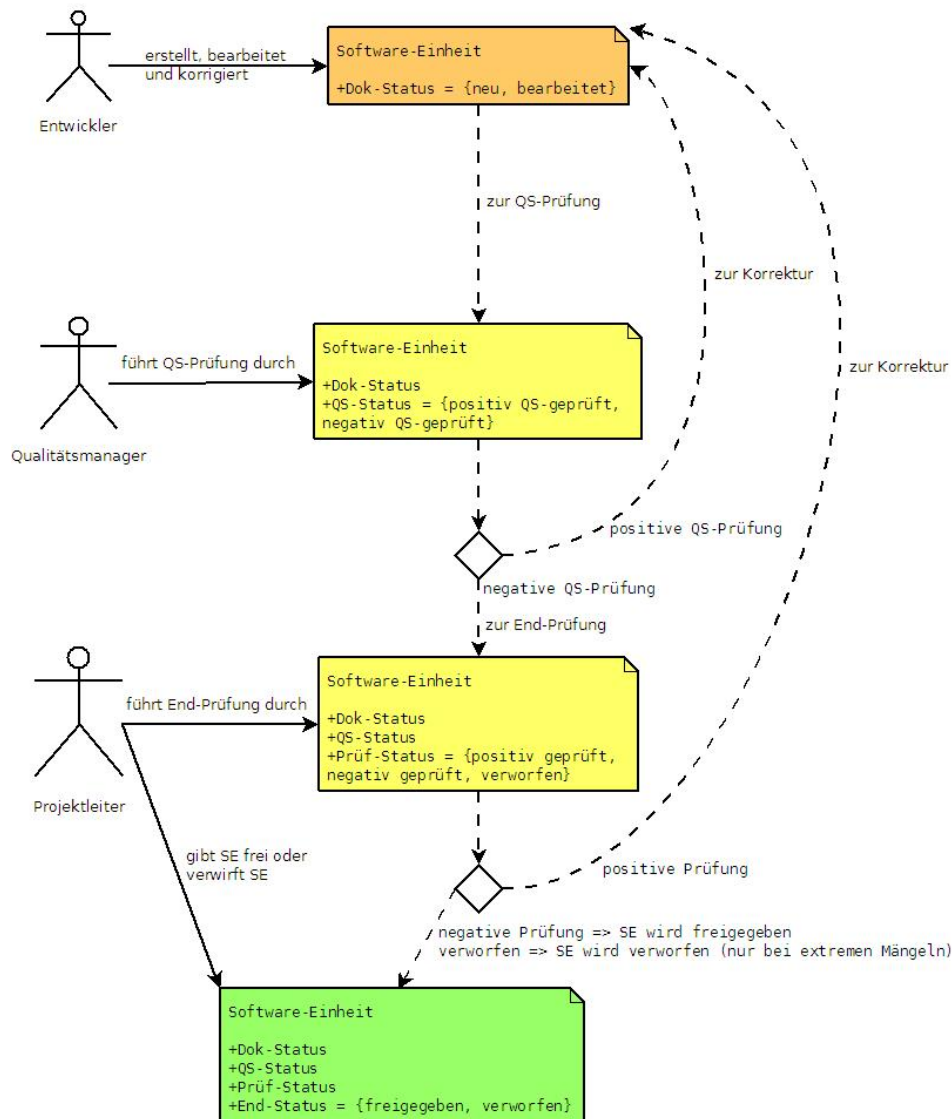 erstellt, bearbeitet
und korrigiert
Entwickler
Software-Einheit
+Dok-Status = {neu, bearbeitet}
zur QS-Prüfung
zur Korrektur
zur Korrektur
führt QS-Prüfung durch
Qualitätsmanager
Software-Einheit
+Dok-Status
+QS-Status = {positiv QS-geprüft,
negativ QS-geprüft}
positive QS-Prüfung
negative QS-Prüfung
zur End-Prüfung
führt End-Prüfung durch
Projektleiter
Software-Einheit
+Dok-Status
+QS-Status
+Prüf-Status = {positiv geprüft,
negativ geprüft, verworfen}
gibt SE frei oder
verwirft SE
positive Prüfung
negative Prüfung => SE wird freigegeben
verworfen => SE wird verworfen (nur bei extremen Mängeln)
Software-Einheit
+Dok-Status
+QS-Status
+Prüf-Status
+End-Status = {freigegeben, verworfen}